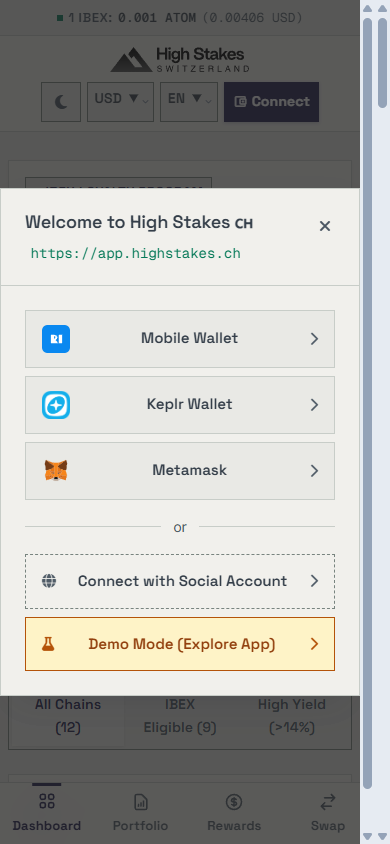 1 IBEX: 0.001 ATOM (0.00406 USD)
High Stakes
SWITZERLAND
USD ▼
EN ▼
Connect
Welcome to High Stakes CH
https://app.highstakes.ch
Mobile Wallet
Keplr Wallet
Metamask
or
Connect with Social Account
Demo Mode (Explore App)
All Chains
(12)
IBEX
Eligible (9)
High Yield
(>14%)
Dashboard
Portfolio
Rewards
Swap